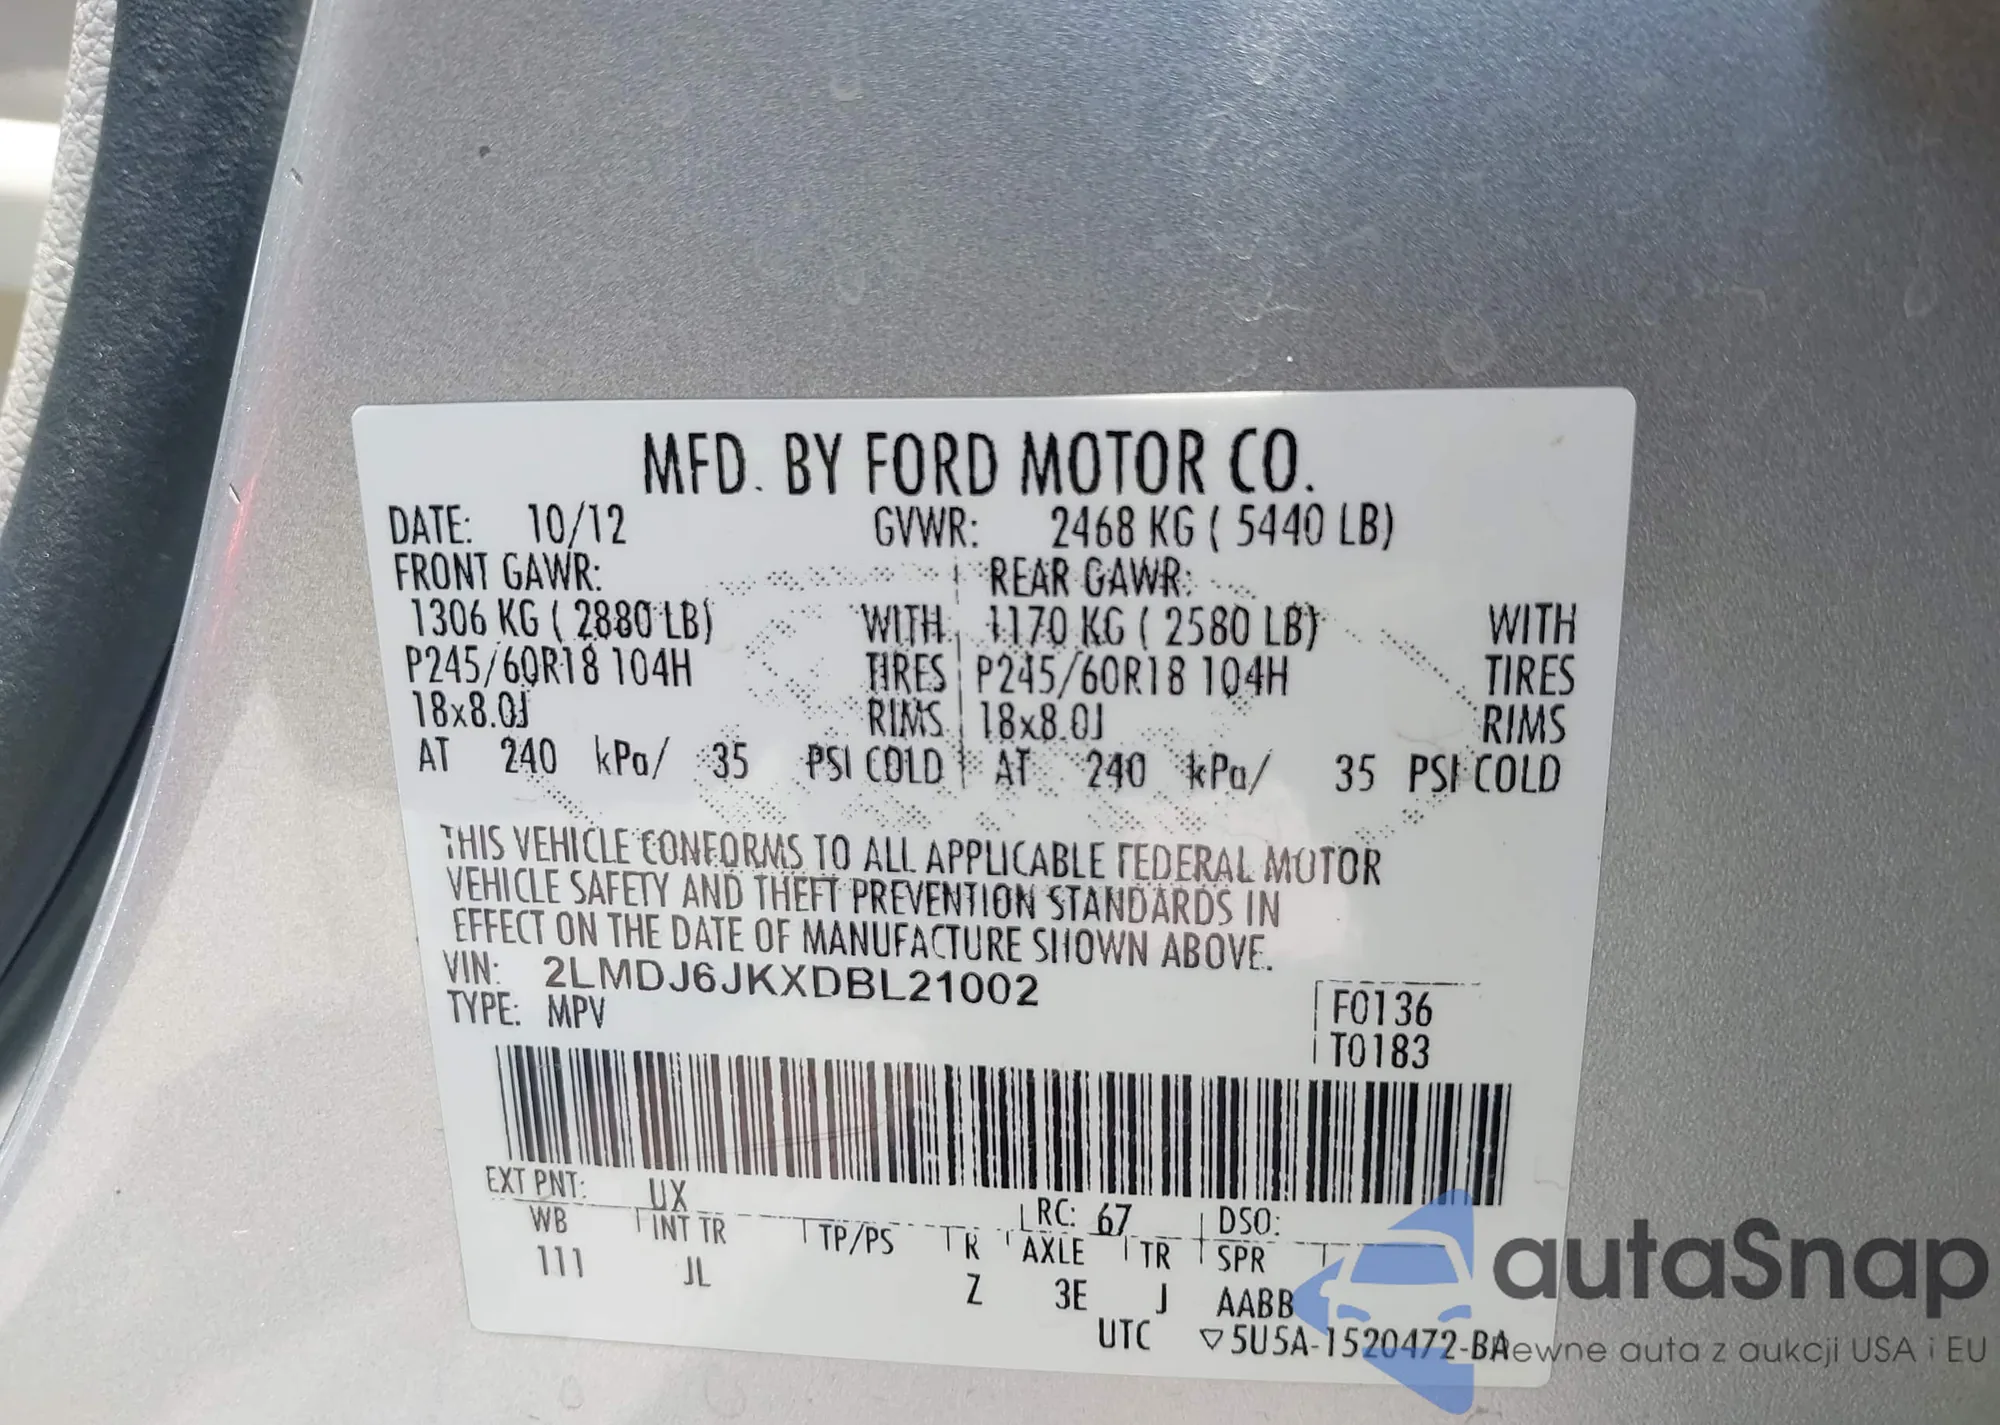 MFD. BY FORD MOTOR CO.
DATE: 10/12 GVWR: 2468 KG ( 5440 LB)
FRONT GAWR: REAR GAWR:
1306 KG ( 2880 LB) WITH 1170 KG ( 2580 LB) WITH
P245/60R18 104H TIRES P245/60R18 104H TIRES
18x8.0J RIMS 18x8.0J RIMS
AT 240 kPa/ 35 PSI COLD AT 240 kPa/ 35 PSI COLD
THIS VEHICLE CONFORMS TO ALL APPLICABLE FEDERAL MOTOR
VEHICLE SAFETY AND THEFT PREVENTION STANDARDS IN
EFFECT ON THE DATE OF MANUFACTURE SHOWN ABOVE.
VIN: 2LMDJ6JKXDBL21002
TYPE: MPV
F0136
T0183
EXT PNT: UX RC: 67 DSO:
WB INT TR TP/PS R AXLE TR SPR
111 JL Z 3E J AABB
UTC ▽5U5A-1520472-BA
autaSnap
Pewne auta z aukcji USA i EU